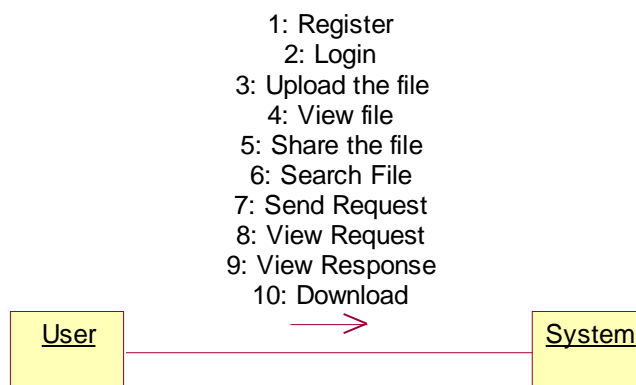 1: Register
2: Login
3: Upload the file
4: View file
5: Share the file
6: Search File
7: Send Request
8: View Request
9: View Response
10: Download
User
System